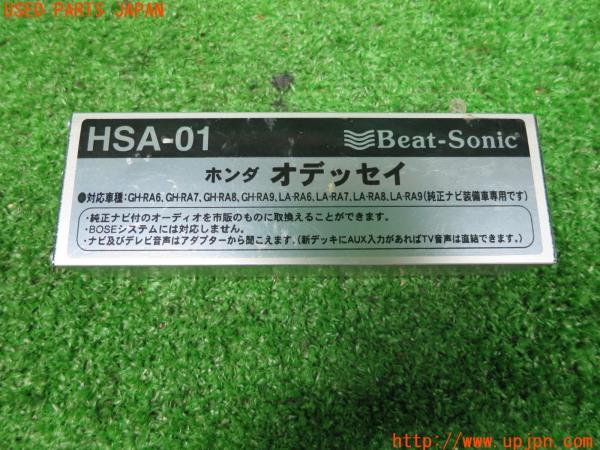 USED PARTS JAPAN
HSA-01
Beat-Sonic®
ホンダ オデッセイ
●対応車種:GH-RA6、GH-RA7、GH-RA8、GH-RA9、LA-RA6、LA-RA7、LA-RA8、LA-RA9(純正ナビ装備車専用です)
・純正ナビ付のオーディオを市販のものに取換えることができます。
・BOSEシステムには対応しません。
・ナビ及びテレビ音声はアダプターから聞こえます。(新デッキにAUX入力があればTV音声は直結できます。)
http://www.upjpn.com/